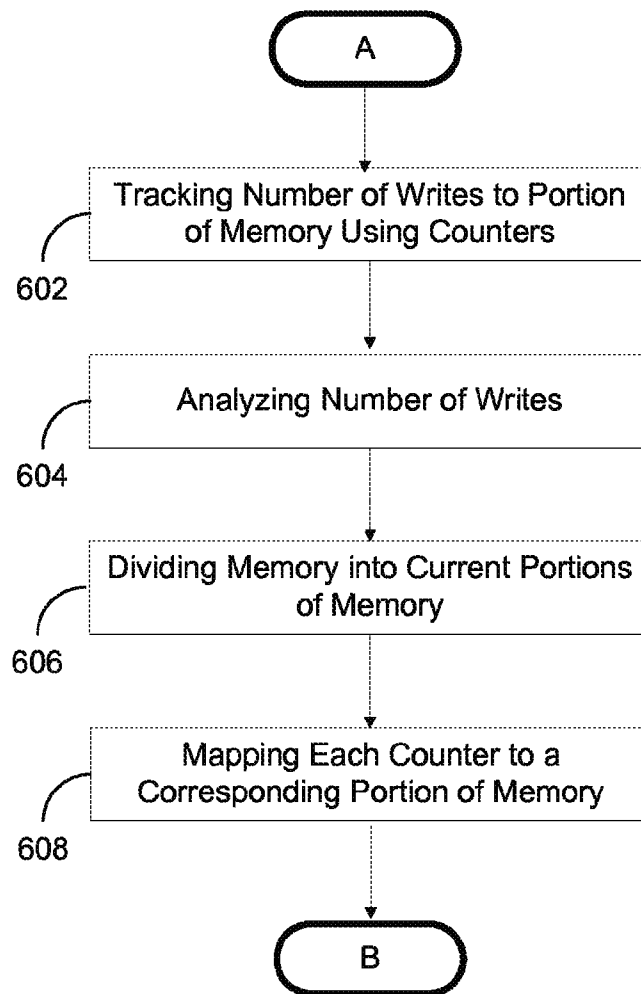 A
Tracking Number of Writes to Portion
of Memory Using Counters
602
Analyzing Number of Writes
604
Dividing Memory into Current Portions
of Memory
606
Mapping Each Counter to a
Corresponding Portion of Memory
608
B